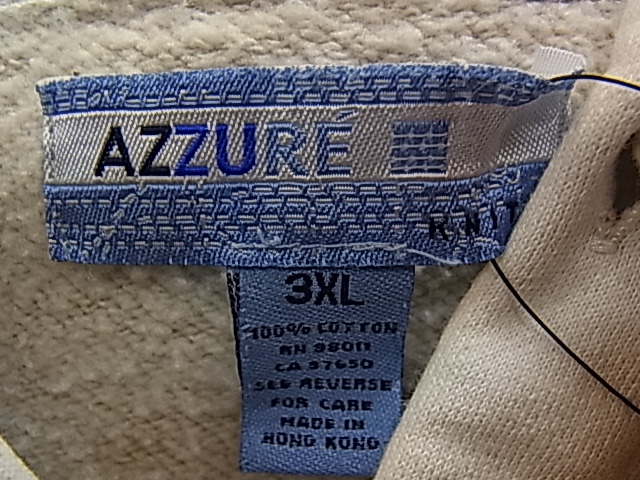 AZZURÉ
KNIT
3XL
100% COTTON
RN 98011
CA 37650
SEE REVERSE
FOR CARE
MADE IN
HONG KONG